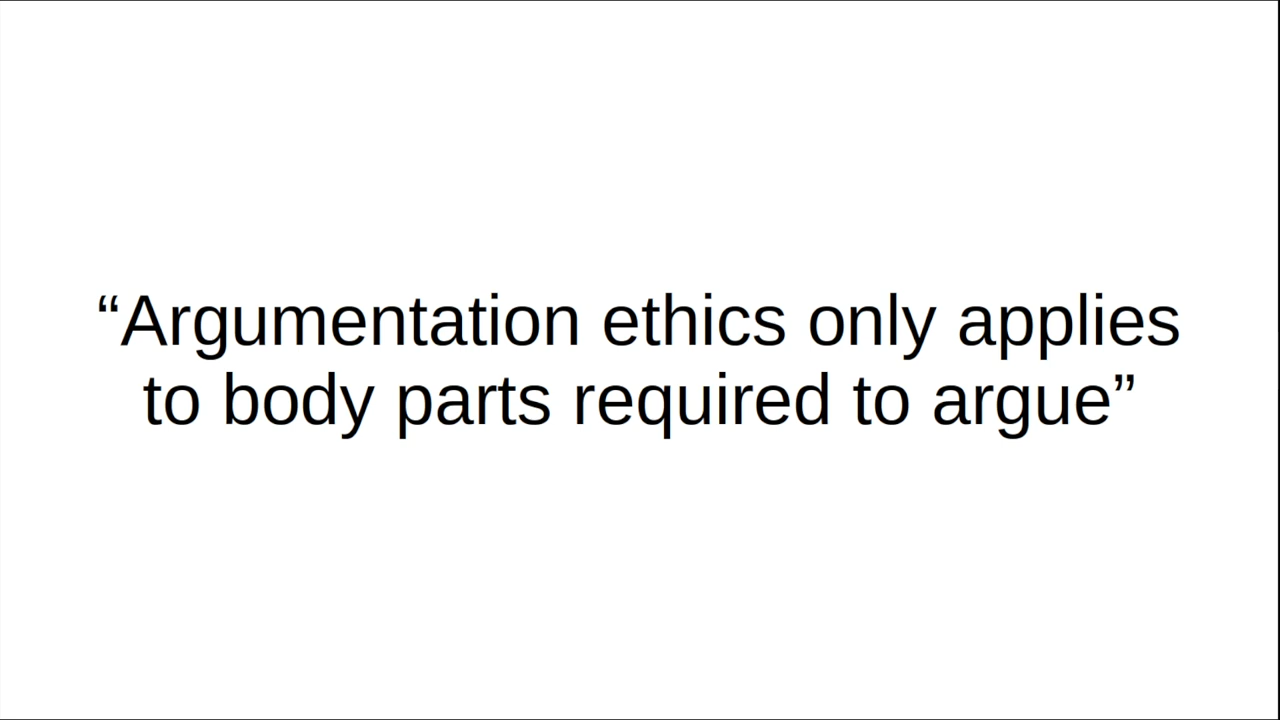 “Argumentation ethics only applies
to body parts required to argue”